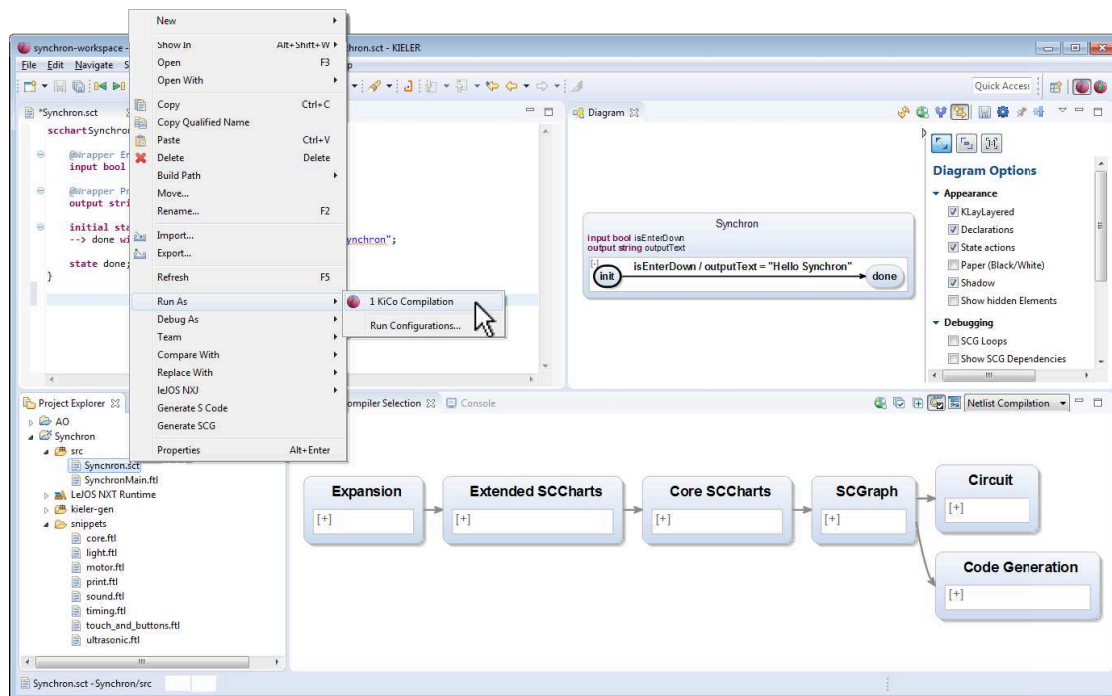 synchron-workspace -
hron.sct - KIELER
File Edit Navigate S
Quick Access
*Synchron.sct
scchart Synchron
@Wrapper En
input bool
@Wrapper Pr
output stri
initial sta
--> done wi
ynchron";
state done;
}
New
Show In Alt+Shift+W
Open F3
Open With
Copy Ctrl+C
Copy Qualified Name
Paste Ctrl+V
Delete Delete
Build Path
Move...
Rename... F2
Import...
Export...
Refresh F5
Run As
Debug As
Team
Compare With
Replace With
leJOS NXJ
Generate S Code
Generate SCG
Properties Alt+Enter
1 KiCo Compilation
Run Configurations...
Diagram
Synchron
input bool isEnterDown
output string outputText
[-]
init
isEnterDown / outputText = "Hello Synchron"
done
Diagram Options
Appearance
KLayLayered
Declarations
State actions
Paper (Black/White)
Shadow
Show hidden Elements
Debugging
SCG Loops
Show SCG Dependencies
Project Explorer
AO
Synchron
src
Synchron.sct
SynchronMain.ftl
LeJOS NXT Runtime
kieler-gen
snippets
core.ftl
light.ftl
motor.ftl
print.ftl
sound.ftl
timing.ftl
touch_and_buttons.ftl
ultrasonic.ftl
ompiler Selection
Console
Netlist Compilation
Expansion
[+]
Extended SCCharts
[+]
Core SCCharts
[+]
SCGraph
[+]
Circuit
[+]
Code Generation
[+]
Synchron.sct - Synchron/src